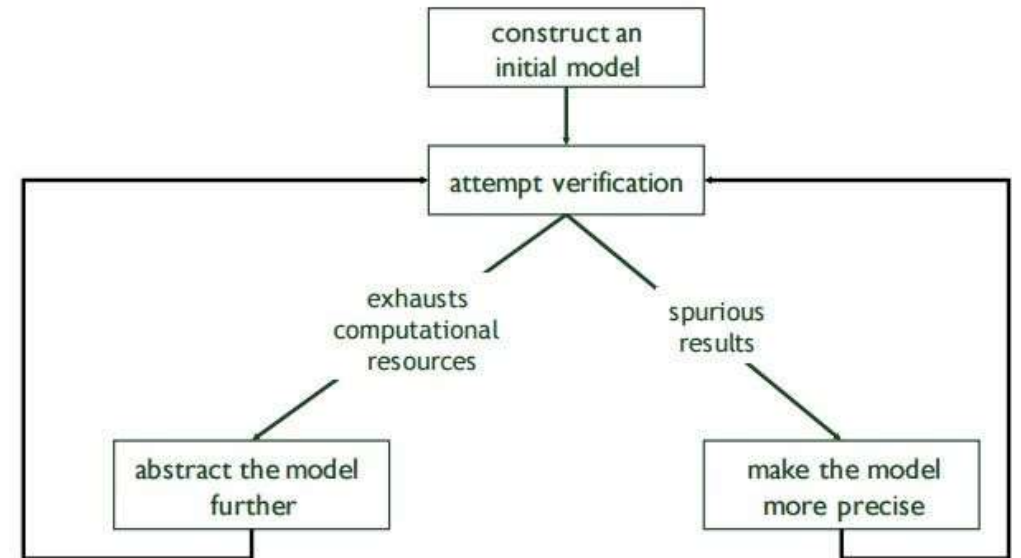 construct an
initial model
attempt verification
exhausts
computational
resources
spurious
results
abstract the model
further
make the model
more precise